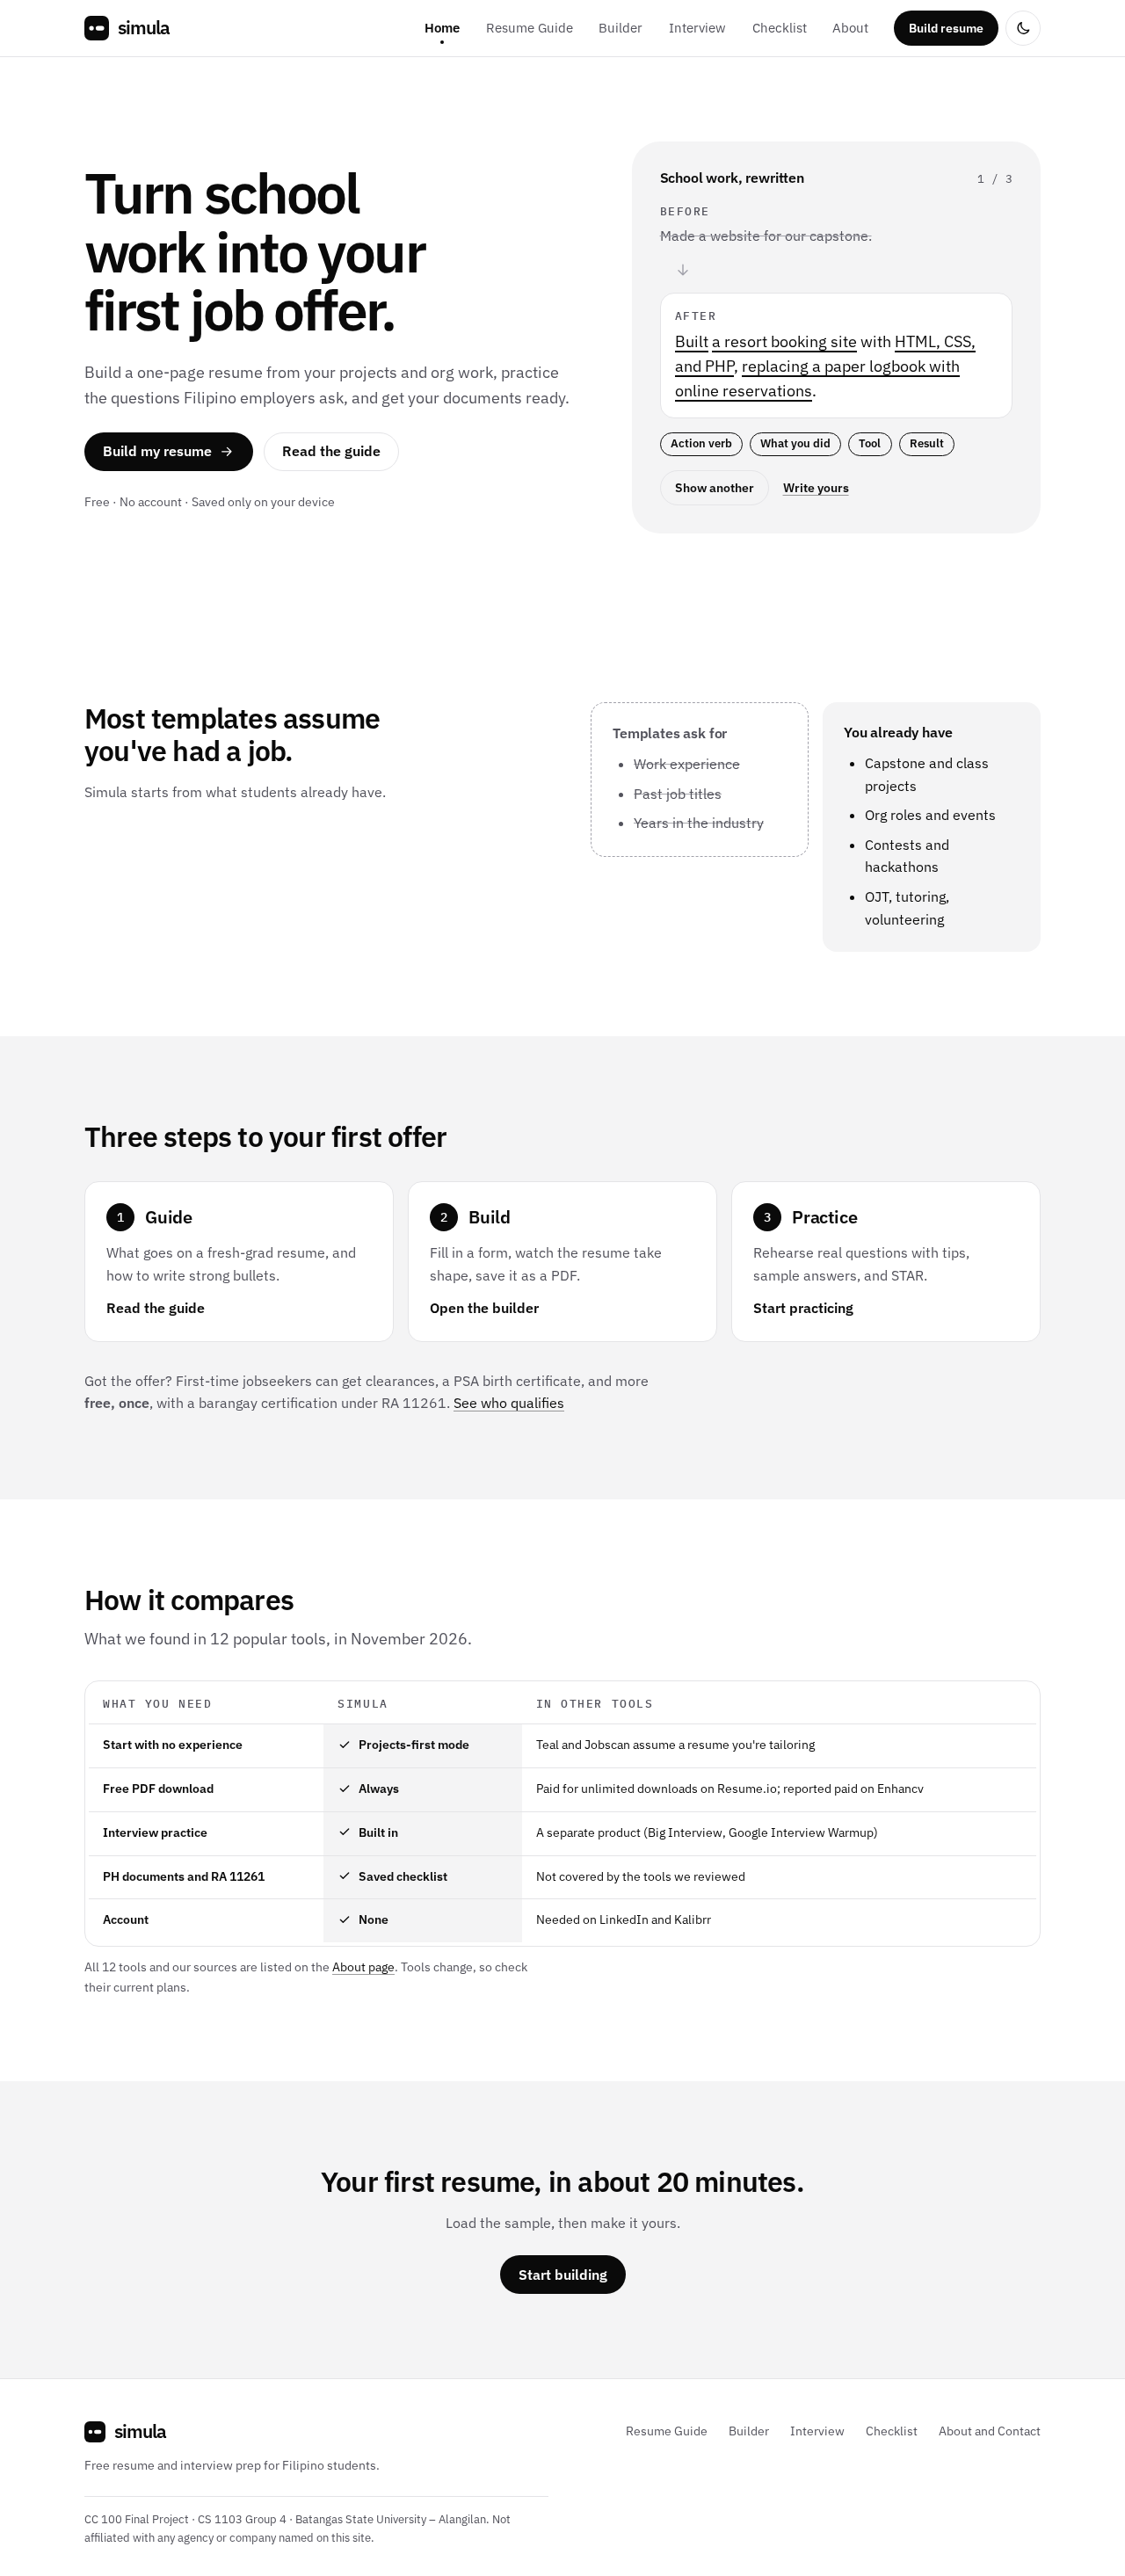 simula
Home
Resume Guide
Builder
Interview
Checklist
About
Build resume
Turn school
work into your
first job offer.
Build a one-page resume from your projects and org work, practice
the questions Filipino employers ask, and get your documents ready.
Build my resume →
Read the guide
Free · No account · Saved only on your device
School work, rewritten
1 / 3
BEFORE
Made a website for our capstone.
↓
AFTER
Built a resort booking site with HTML, CSS,
and PHP, replacing a paper logbook with
online reservations.
Action verb
What you did
Tool
Result
Show another
Write yours
Most templates assume
you've had a job.
Simula starts from what students already have.
Templates ask for
• Work experience
• Past job titles
• Years in the industry
You already have
• Capstone and class
projects
• Org roles and events
• Contests and
hackathons
• OJT, tutoring,
volunteering
Three steps to your first offer
1 Guide
What goes on a fresh-grad resume, and
how to write strong bullets.
Read the guide
2 Build
Fill in a form, watch the resume take
shape, save it as a PDF.
Open the builder
3 Practice
Rehearse real questions with tips,
sample answers, and STAR.
Start practicing
Got the offer? First-time jobseekers can get clearances, a PSA birth certificate, and more
free, once, with a barangay certification under RA 11261. See who qualifies
How it compares
What we found in 12 popular tools, in November 2026.
WHAT YOU NEED SIMULA IN OTHER TOOLS
Start with no experience ✓ Projects-first mode Teal and Jobscan assume a resume you're tailoring
Free PDF download ✓ Always Paid for unlimited downloads on Resume.io; reported paid on Enhancv
Interview practice ✓ Built in A separate product (Big Interview, Google Interview Warmup)
PH documents and RA 11261 ✓ Saved checklist Not covered by the tools we reviewed
Account ✓ None Needed on LinkedIn and Kalibrr
All 12 tools and our sources are listed on the About page. Tools change, so check
their current plans.
Your first resume, in about 20 minutes.
Load the sample, then make it yours.
Start building
simula
Free resume and interview prep for Filipino students.
Resume Guide
Builder
Interview
Checklist
About and Contact
CC 100 Final Project · CS 1103 Group 4 · Batangas State University – Alangilan. Not
affiliated with any agency or company named on this site.